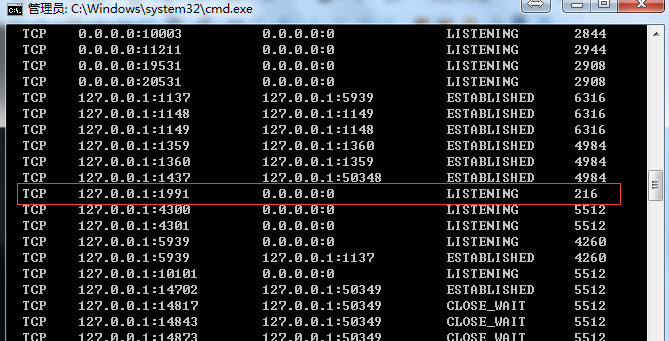 管理员: C:\Windows\system32\cmd.exe
TCP 0.0.0.0:10003 0.0.0.0:0 LISTENING 2844
TCP 0.0.0.0:11211 0.0.0.0:0 LISTENING 2944
TCP 0.0.0.0:19531 0.0.0.0:0 LISTENING 2908
TCP 0.0.0.0:20531 0.0.0.0:0 LISTENING 2908
TCP 127.0.0.1:1137 127.0.0.1:5939 ESTABLISHED 6316
TCP 127.0.0.1:1148 127.0.0.1:1149 ESTABLISHED 6316
TCP 127.0.0.1:1149 127.0.0.1:1148 ESTABLISHED 6316
TCP 127.0.0.1:1359 127.0.0.1:1360 ESTABLISHED 4984
TCP 127.0.0.1:1360 127.0.0.1:1359 ESTABLISHED 4984
TCP 127.0.0.1:1437 127.0.0.1:50348 ESTABLISHED 4984
TCP 127.0.0.1:1991 0.0.0.0:0 LISTENING 216
TCP 127.0.0.1:4300 0.0.0.0:0 LISTENING 5512
TCP 127.0.0.1:4301 0.0.0.0:0 LISTENING 5512
TCP 127.0.0.1:5939 0.0.0.0:0 LISTENING 4260
TCP 127.0.0.1:5939 127.0.0.1:1137 ESTABLISHED 4260
TCP 127.0.0.1:10101 0.0.0.0:0 LISTENING 5512
TCP 127.0.0.1:14702 127.0.0.1:50349 ESTABLISHED 5512
TCP 127.0.0.1:14817 127.0.0.1:50349 CLOSE_WAIT 5512
TCP 127.0.0.1:14843 127.0.0.1:50349 CLOSE_WAIT 5512
TCP 127.0.0.1:14873 127.0.0.1:50349 CLOSE_WAIT 5512